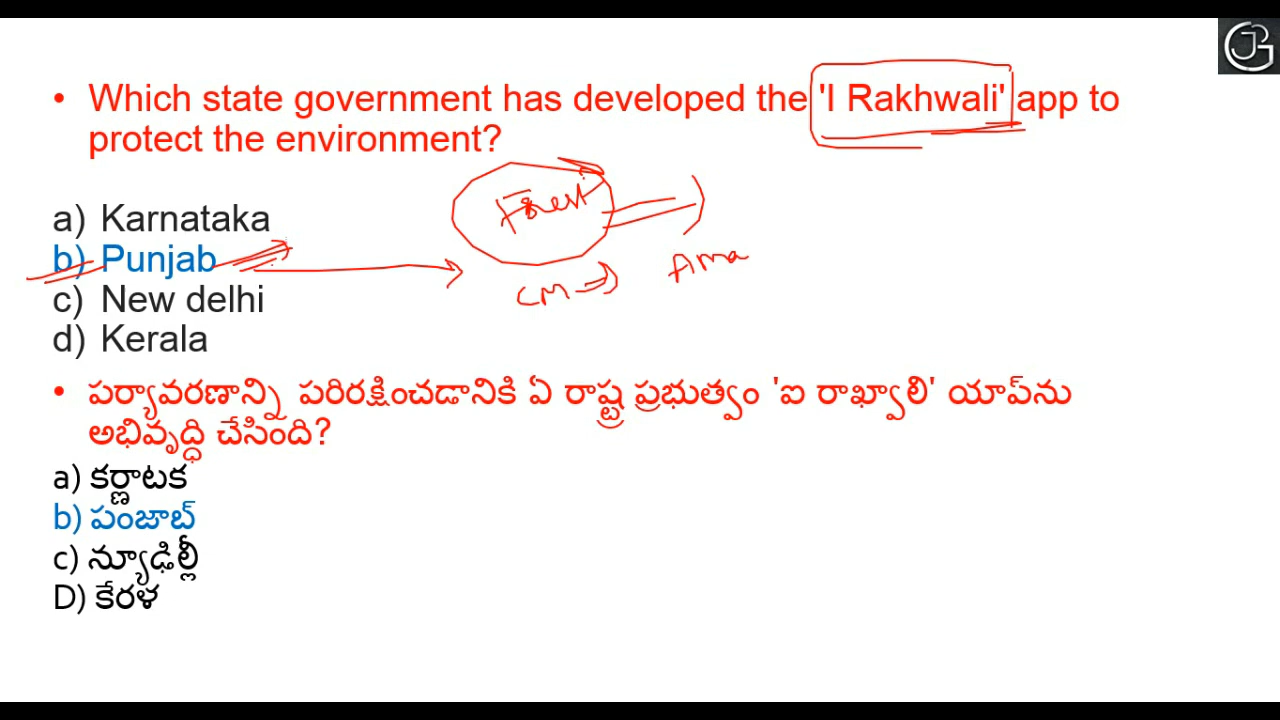 • Which state government has developed the 'I Rakhwali' app to
protect the environment?
Forest
a) Karnataka
b) Punjab
CM Ama
c) New delhi
d) Kerala
• పర్యావరణాన్ని పరిరక్షించడానికి ఏ రాష్ట్ర ప్రభుత్వం 'ఐ రాఖ్వాలి' యాప్‌ను
అభివృద్ధి చేసింది?
a) కర్ణాటక
b) పంజాబ్
c) న్యూఢిల్లీ
D) కేరళ